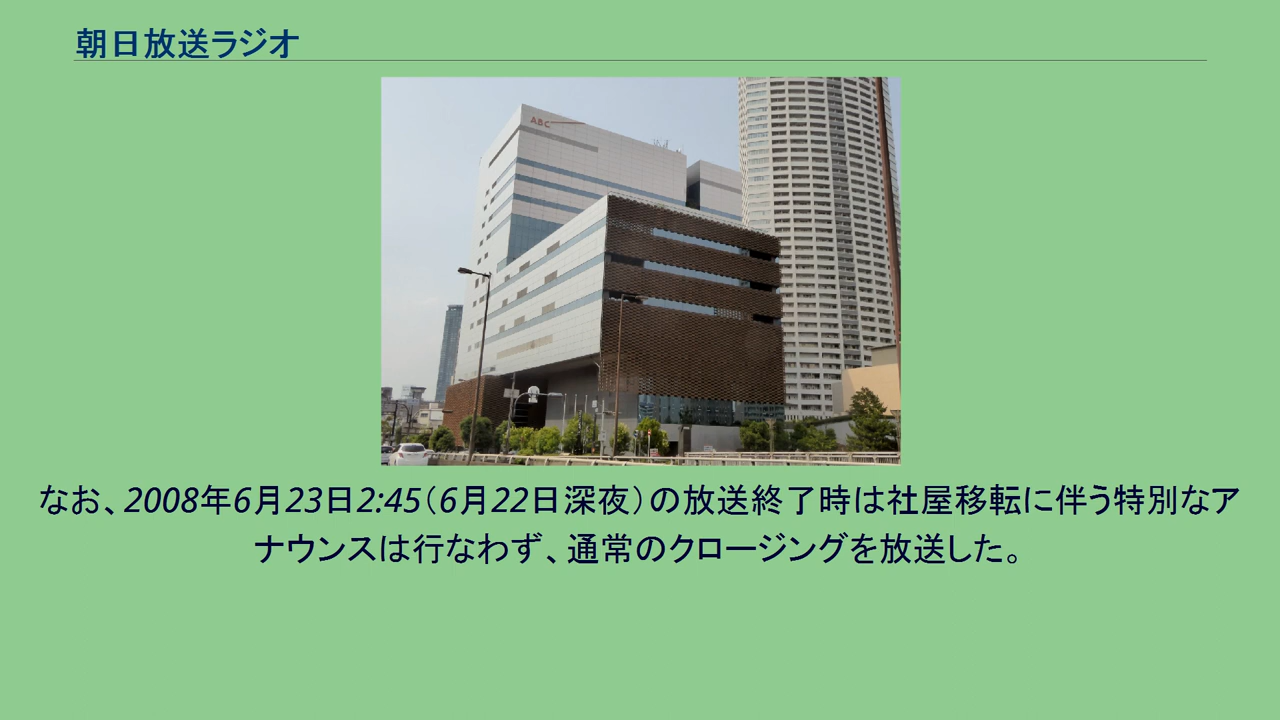 朝日放送ラジオ
ABC
なお、2008年6月23日2:45（6月22日深夜）の放送終了時は社屋移転に伴う特別なア
ナウンスは行なわず、通常のクロージングを放送した。